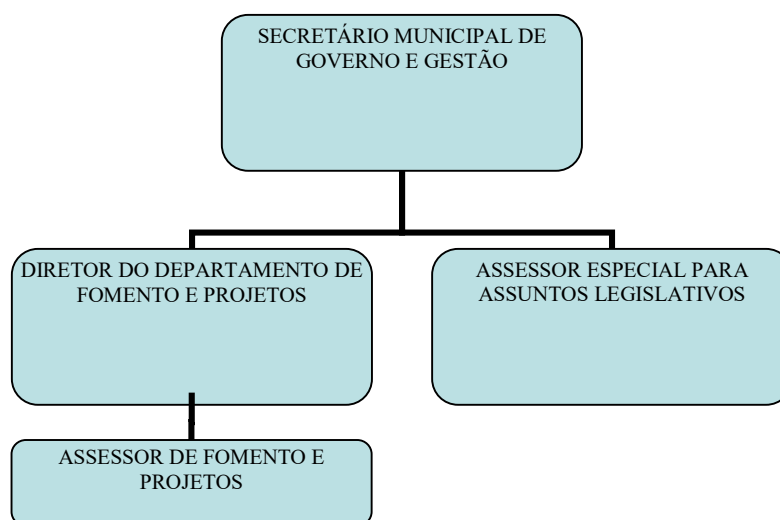 SECRETÁRIO MUNICIPAL DE
GOVERNO E GESTÃO
DIRETOR DO DEPARTAMENTO DE
FOMENTO E PROJETOS
ASSESSOR ESPECIAL PARA
ASSUNTOS LEGISLATIVOS
ASSESSOR DE FOMENTO E
PROJETOS